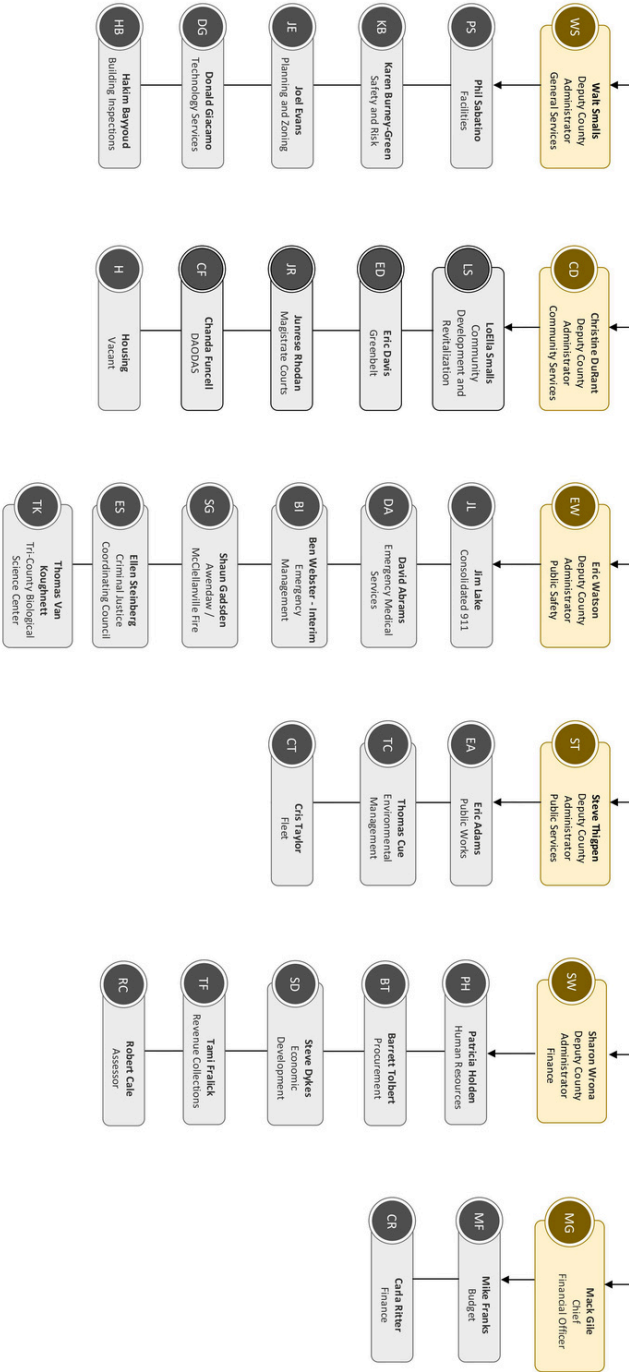 WS
Walt Smalls
Deputy County
Administrator
General Services
PS
Phil Sabatino
Facilities
KB
Karen Burney-Green
Safety and Risk
JE
Joel Evans
Planning and Zoning
DG
Donald Giacamo
Technology Services
HB
Hakim Bayyoud
Building Inspections
CD
Christine DuRant
Deputy County
Administrator
Community Services
LS
LoElla Smalls
Community
Development and
Revitalization
ED
Eric Davis
Greenbelt
JR
Junrese Rhodan
Magistrate Courts
CF
Chanda Funcell
DAODAS
H
Housing
Vacant
EW
Eric Watson
Deputy County
Administrator
Public Safety
JL
Jim Lake
Consolidated 911
DA
David Abrams
Emergency Medical
Services
BI
Ben Webster - Interim
Emergency
Management
SG
Shaun Gadsden
Awendaw /
McClellanville Fire
ES
Ellen Steinberg
Criminal Justice
Coordinating Council
TK
Thomas Van
Koughnett
Tri-County Biological
Science Center
ST
Steve Thigpen
Deputy County
Administrator
Public Services
EA
Eric Adams
Public Works
TC
Thomas Cue
Environmental
Management
CT
Cris Taylor
Fleet
SW
Sharon Wrona
Deputy County
Administrator
Finance
PH
Patricia Holden
Human Resources
BT
Barrett Tolbert
Procurement
SD
Steve Dykes
Economic
Development
TF
Tami Fralick
Revenue Collections
RC
Robert Cale
Assessor
MG
Mack Gile
Chief
Financial Officer
MF
Mike Franks
Budget
CR
Carla Ritter
Finance